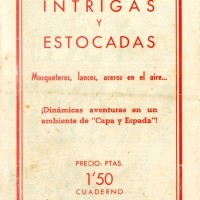 INTRIGAS
Y
ESTOCADAS
Mosqueteros, lances, aceros en el aire...
¡Dinámicas aventuras en un
ambiente de "Capa y Espada"!
PRECIO: PTAS.
1'50
CUADERNO